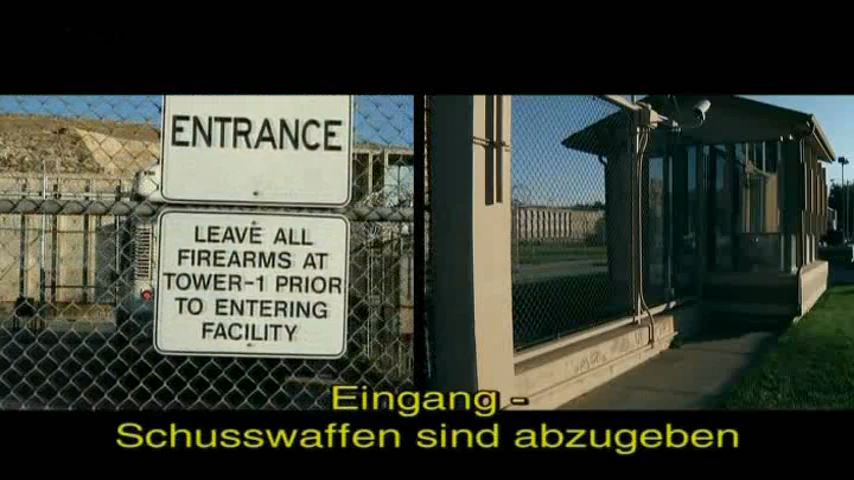 ENTRANCE
LEAVE ALL
FIREARMS AT
TOWER-1 PRIOR
TO ENTERING
FACILITY
Eingang -
Schusswaffen sind abzugeben